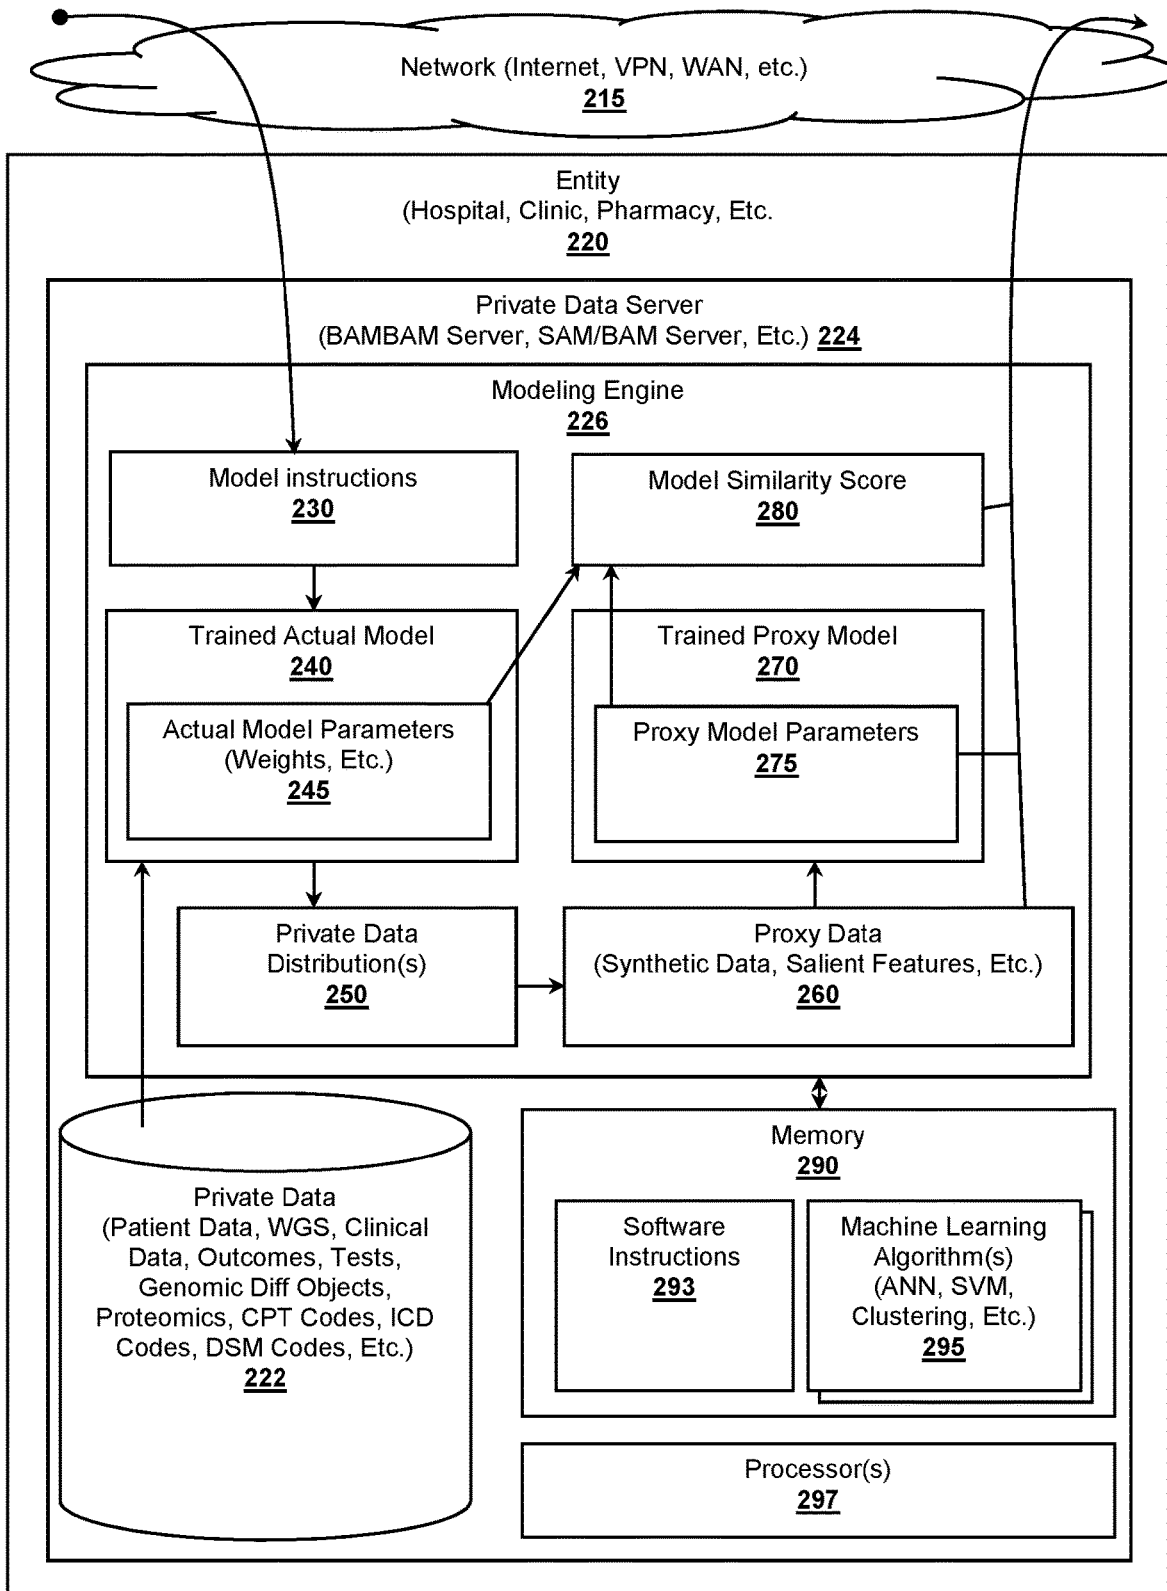 Network (Internet, VPN, WAN, etc.)
215
Entity
(Hospital, Clinic, Pharmacy, Etc.
220
Private Data Server
(BAMBAM Server, SAM/BAM Server, Etc.) 224
Modeling Engine
226
Model instructions
230
Model Similarity Score
280
Trained Actual Model
240
Actual Model Parameters
(Weights, Etc.)
245
Trained Proxy Model
270
Proxy Model Parameters
275
Private Data
Distribution(s)
250
Proxy Data
(Synthetic Data, Salient Features, Etc.)
260
Private Data
(Patient Data, WGS, Clinical
Data, Outcomes, Tests,
Genomic Diff Objects,
Proteomics, CPT Codes, ICD
Codes, DSM Codes, Etc.)
222
Memory
290
Software
Instructions
293
Machine Learning
Algorithm(s)
(ANN, SVM,
Clustering, Etc.)
295
Processor(s)
297